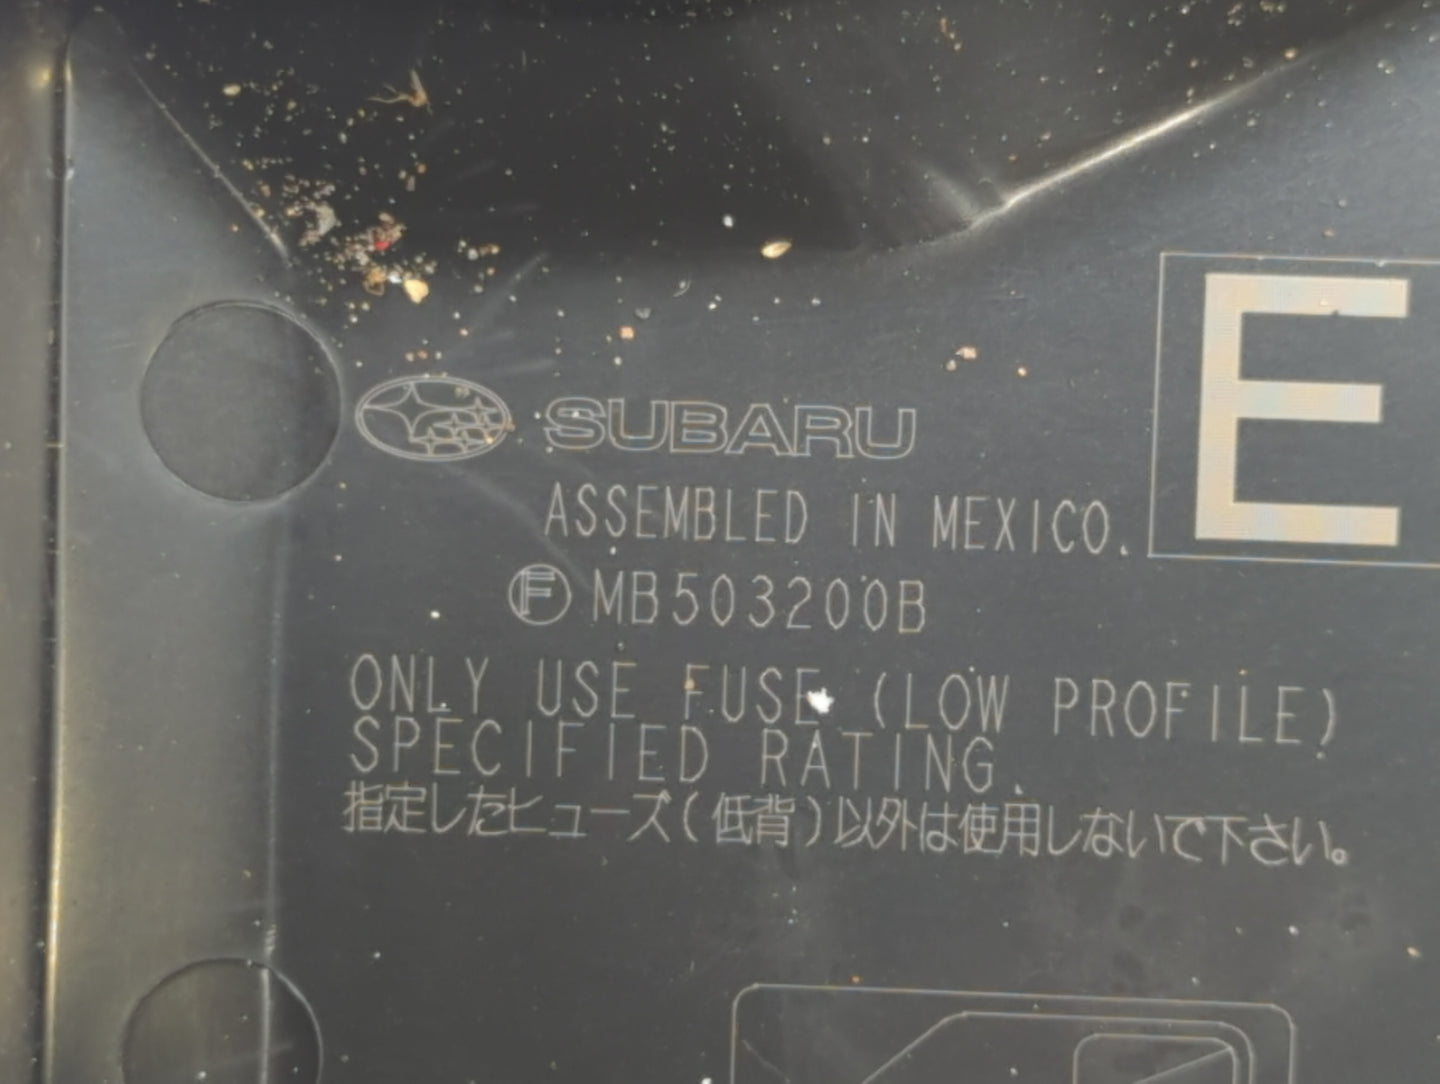 SUBARU
E
ASSEMBLED IN MEXICO.
Ⓕ MB503200B
ONLY USE FUSE (LOW PROFILE)
SPECIFIED RATING.
指定したヒューズ(低背)以外は使用しないで下さい。